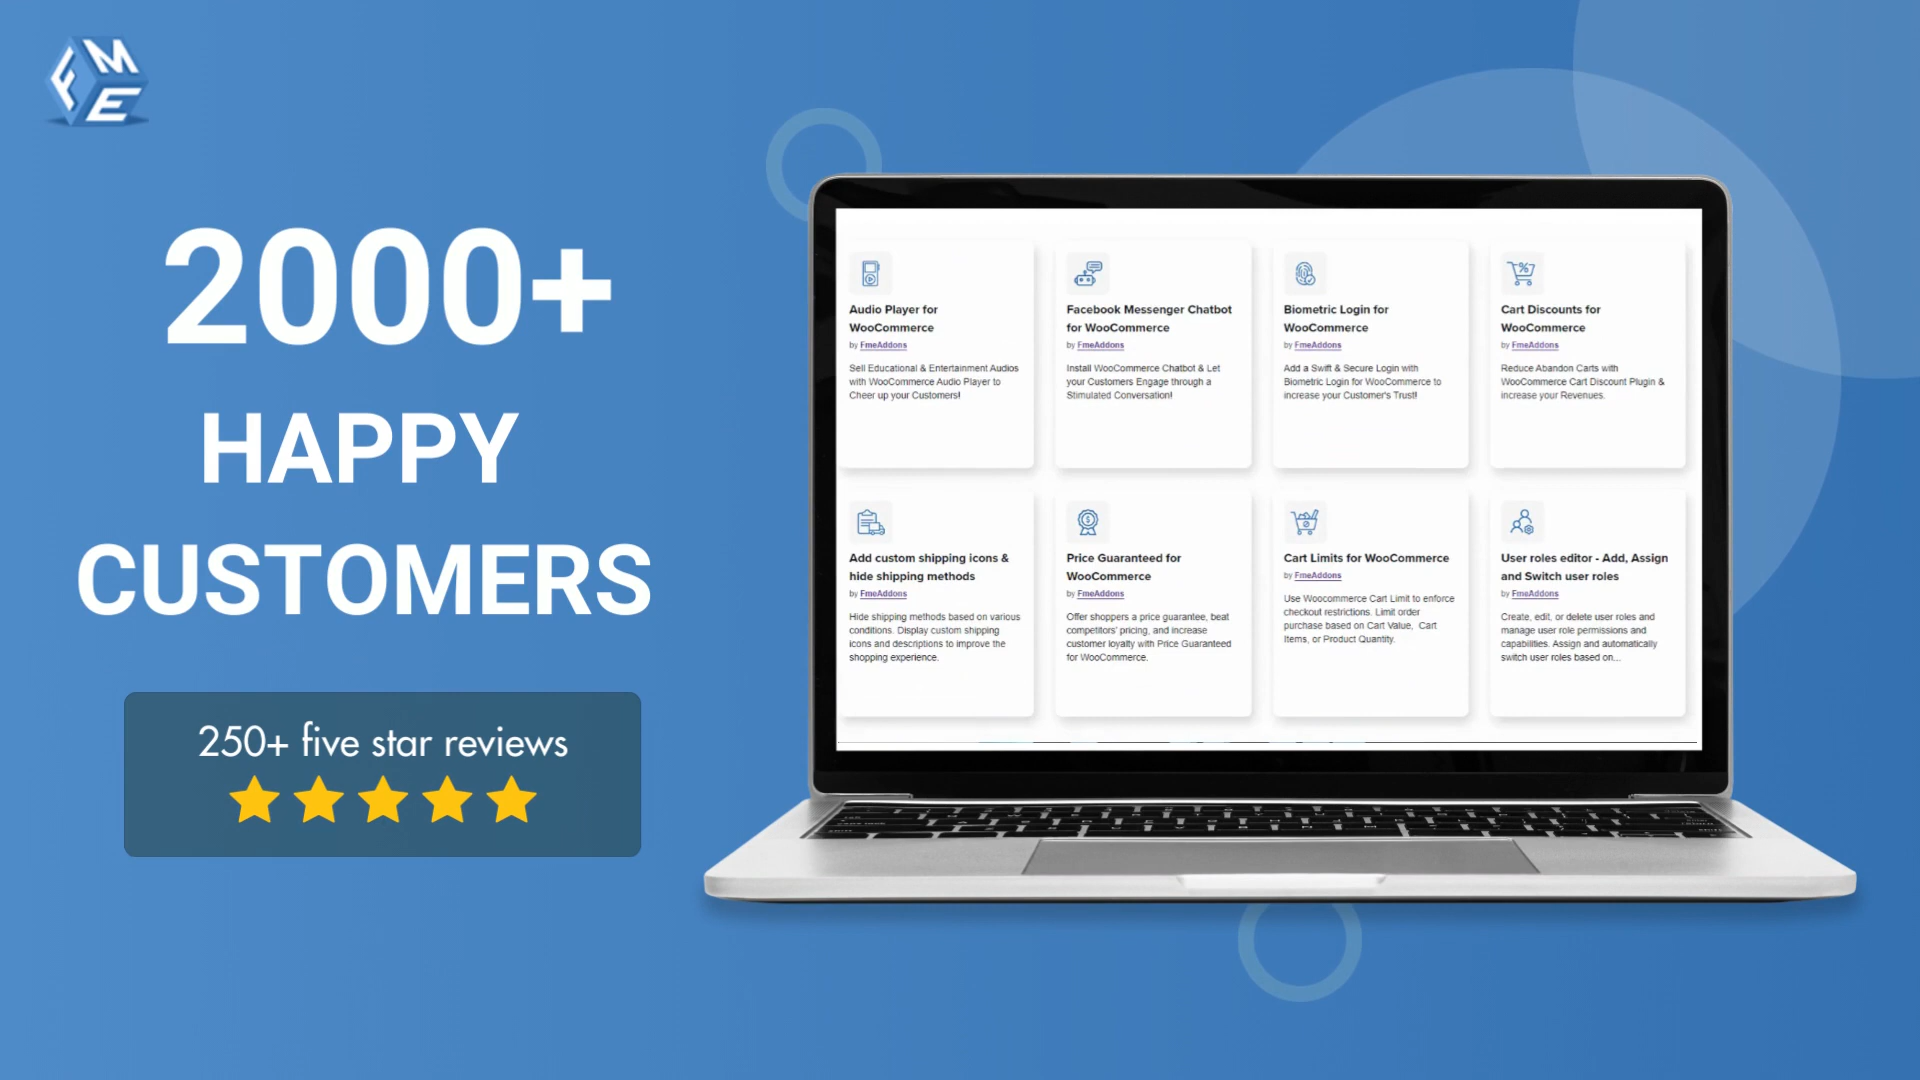 FME
2000+
HAPPY
CUSTOMERS
250+ five star reviews
Audio Player for
WooCommerce
by FmeAddons
Sell Educational & Entertainment Audios
with WooCommerce Audio Player to
Cheer up your Customers!
Facebook Messenger Chatbot
for WooCommerce
by FmeAddons
Install WooCommerce Chatbot & Let
your Customers Engage through a
Stimulated Conversation!
Biometric Login for
WooCommerce
by FmeAddons
Add a Swift & Secure Login with
Biometric Login for WooCommerce to
increase your Customer's Trust!
Cart Discounts for
WooCommerce
by FmeAddons
Reduce Abandon Carts with
WooCommerce Cart Discount Plugin &
increase your Revenues.
Add custom shipping icons &
hide shipping methods
by FmeAddons
Hide shipping methods based on various
conditions. Display custom shipping
icons and descriptions to improve the
shopping experience.
Price Guaranteed for
WooCommerce
by FmeAddons
Offer shoppers a price guarantee, beat
competitors' pricing, and increase
customer loyalty with Price Guaranteed
for WooCommerce.
Cart Limits for WooCommerce
by FmeAddons
Use Woocommerce Cart Limit to enforce
checkout restrictions. Limit order
purchase based on Cart Value, Cart
Items, or Product Quantity.
User roles editor - Add, Assign
and Switch user roles
by FmeAddons
Create, edit, or delete user roles and
manage user role permissions and
capabilities. Assign and automatically
switch user roles based on...